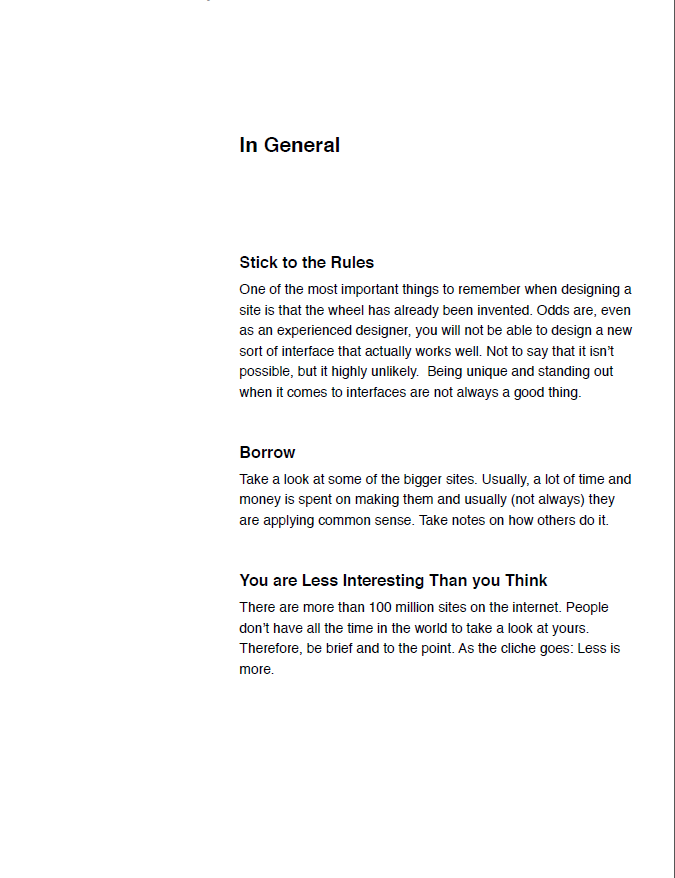 In General
Stick to the Rules
One of the most important things to remember when designing a
site is that the wheel has already been invented. Odds are, even
as an experienced designer, you will not be able to design a new
sort of interface that actually works well. Not to say that it isn’t
possible, but it highly unlikely.  Being unique and standing out
when it comes to interfaces are not always a good thing.
Borrow
Take a look at some of the bigger sites. Usually, a lot of time and
money is spent on making them and usually (not always) they
are applying common sense. Take notes on how others do it.
You are Less Interesting Than you Think
There are more than 100 million sites on the internet. People
don’t have all the time in the world to take a look at yours.
Therefore, be brief and to the point. As the cliche goes: Less is
more.